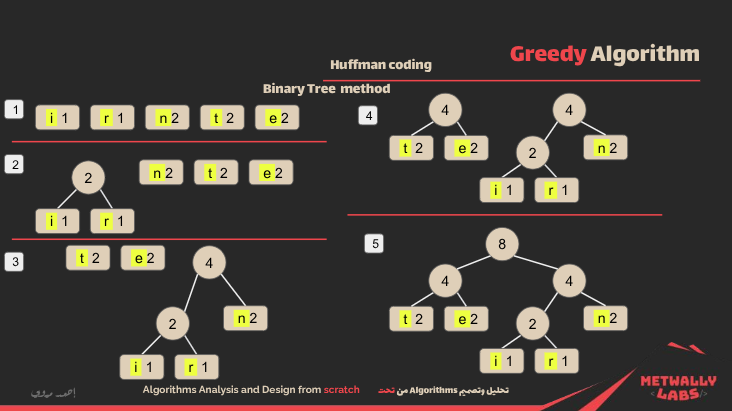 Greedy Algorithm
Huffman coding
Binary Tree method
1
i 1 r 1 n 2 t 2 e 2
2
2
n 2 t 2 e 2
i 1 r 1
3
t 2 e 2
4
2
n 2
i 1 r 1
4
4 4
t 2 e 2
2
n 2
i 1 r 1
5
8
4 4
t 2 e 2
2
n 2
i 1 r 1
Algorithms Analysis and Design from scratch
تحليل وتصميم Algorithms من تحت
METWALLY
<LABS/>